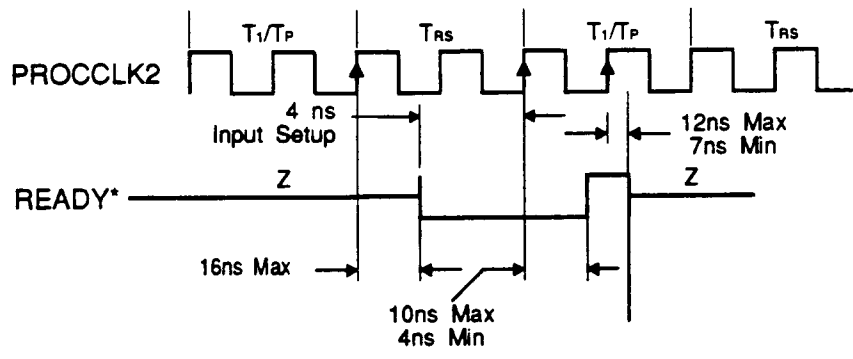 T1/TP TRS T1/TP TRS
PROCCLK2
4 ns
Input Setup
12ns Max
7ns Min
READY*
Z
Z
16ns Max
10ns Max
4ns Min